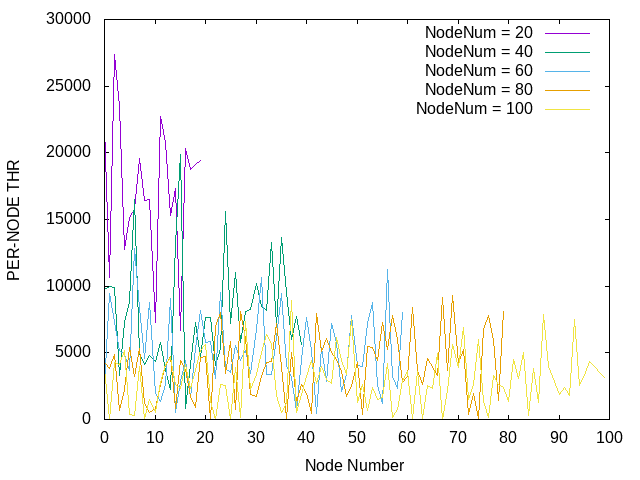 30000
25000
20000
15000
10000
5000
0
PER-NODE THR
NodeNum = 20
NodeNum = 40
NodeNum = 60
NodeNum = 80
NodeNum = 100
0 10 20 30 40 50 60 70 80 90 100
Node Number